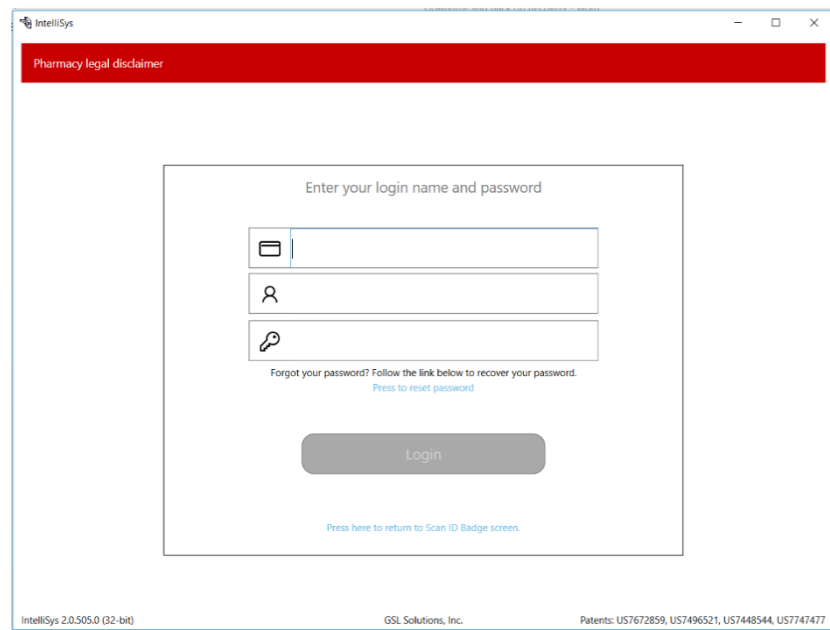 IntelliSys
Pharmacy legal disclaimer
Enter your login name and password
Forgot your password? Follow the link below to recover your password.
Press to reset password
Login
Press here to return to Scan ID Badge screen.
IntelliSys 2.0.505.0 (32-bit) GSL Solutions, Inc. Patents: US7672859, US7496521, US7448544, US7747477